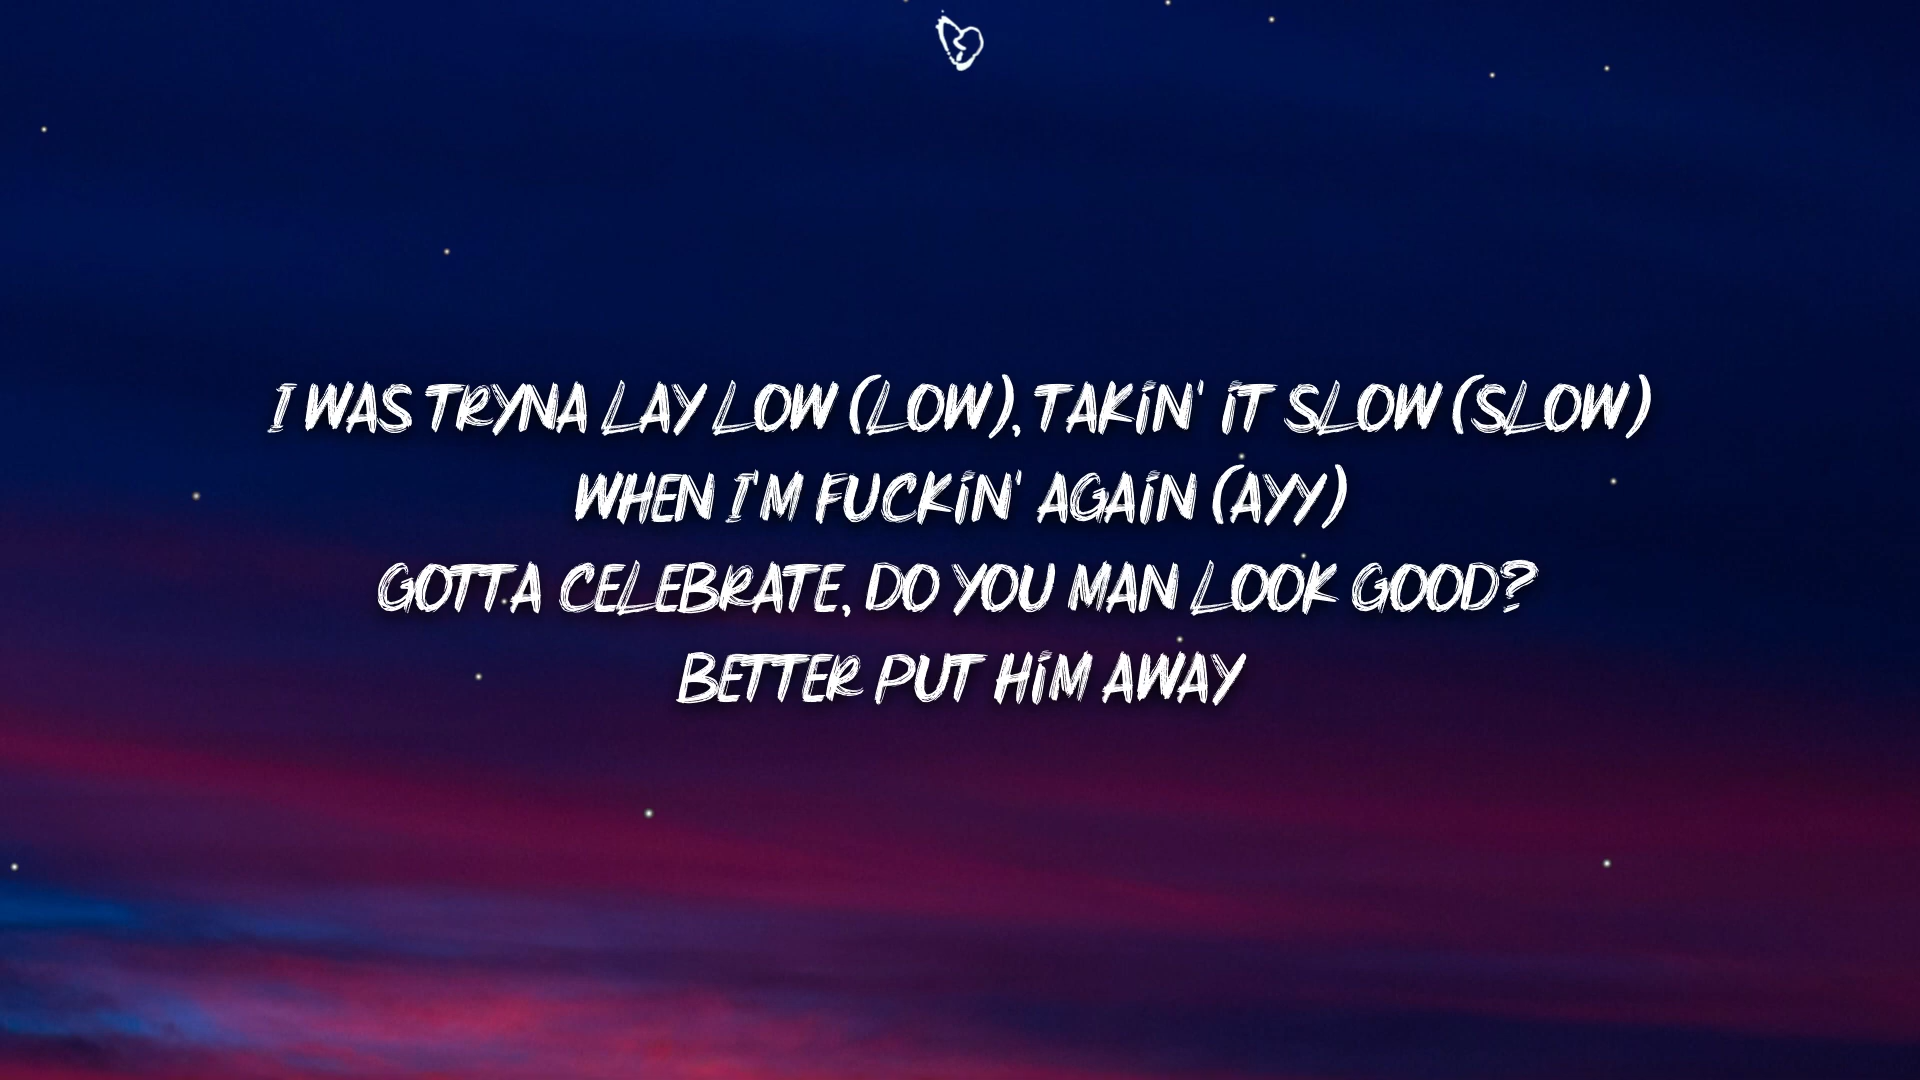 I WAS TRYNA LAY LOW (LOW), TAKIN' IT SLOW (SLOW)
WHEN I'M FUCKIN' AGAIN (AYY)
GOTTA CELEBRATE, DO YOU MAN LOOK GOOD?
BETTER PUT HIM AWAY